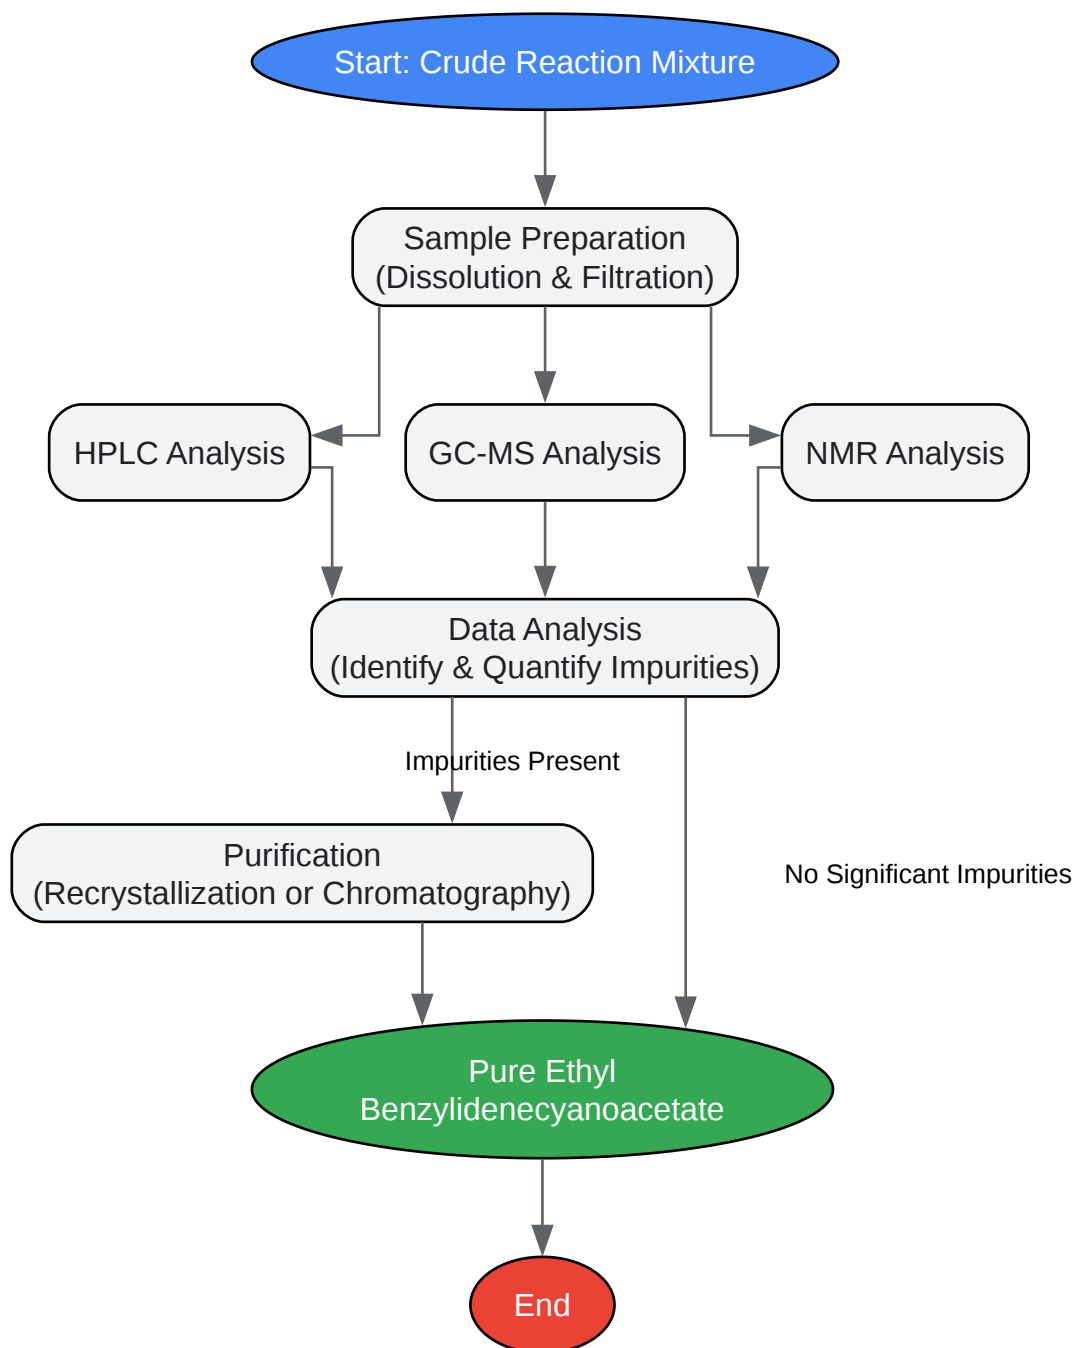 Start: Crude Reaction Mixture
Sample Preparation
(Dissolution & Filtration)
HPLC Analysis
GC-MS Analysis
NMR Analysis
Data Analysis
(Identify & Quantify Impurities)
Impurities Present
Purification
(Recrystallization or Chromatography)
No Significant Impurities
Pure Ethyl
Benzylidenecyanoacetate
End